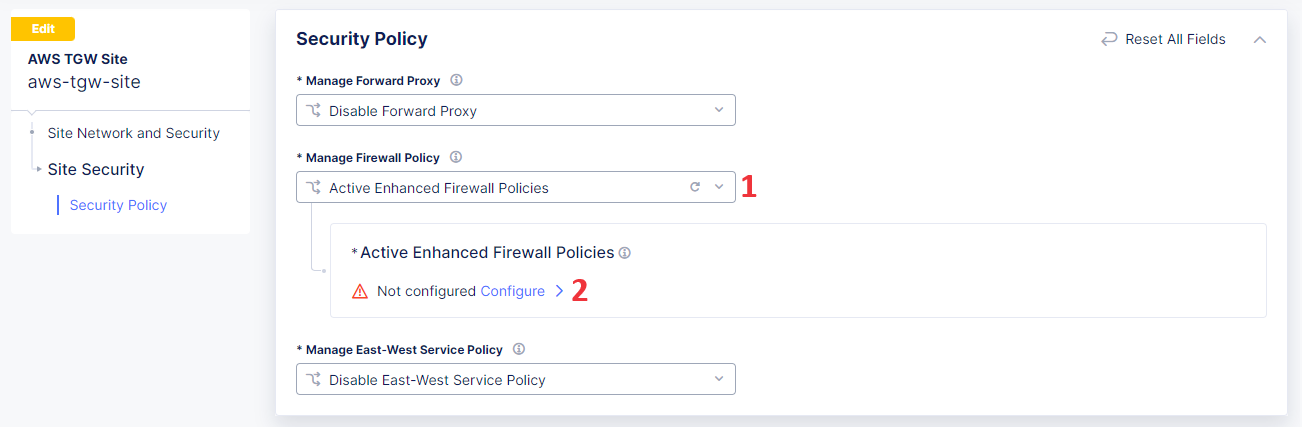 Edit
AWS TGW Site
aws-tgw-site
Site Network and Security
Site Security
Security Policy
Security Policy
Reset All Fields
* Manage Forward Proxy
Disable Forward Proxy
* Manage Firewall Policy
Active Enhanced Firewall Policies
1
* Active Enhanced Firewall Policies
Not configured Configure
2
* Manage East-West Service Policy
Disable East-West Service Policy